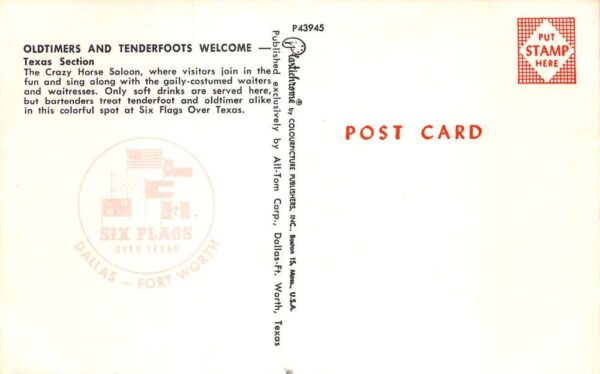 P43945
OLDTIMERS AND TENDERFOOTS WELCOME —
Texas Section
The Crazy Horse Saloon, where visitors join in the
fun and sing along with the gaily-costumed waiters
and waitresses. Only soft drinks are served here,
but bartenders treat tenderfoot and oldtimer alike
in this colorful spot at Six Flags Over Texas.
SIX FLAGS
OVER TEXAS
DALLAS — FORT WORTH
Plastichrome® by COLOURPICTURE PUBLISHERS, INC., Boston 15, Mass., U.S.A.
Published exclusively by All-Tom Corp., Dallas-Ft. Worth, Texas
POST CARD
PUT
STAMP
HERE